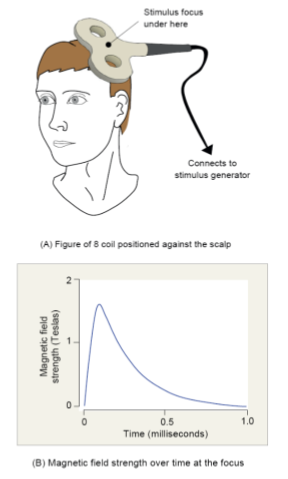 Stimulus focus
under here
Connects to
stimulus generator
(A) Figure of 8 coil positioned against the scalp
2
1
0
Magnetic field
strength (Teslas)
0
0.5
1.0
Time (milliseconds)
(B) Magnetic field strength over time at the focus